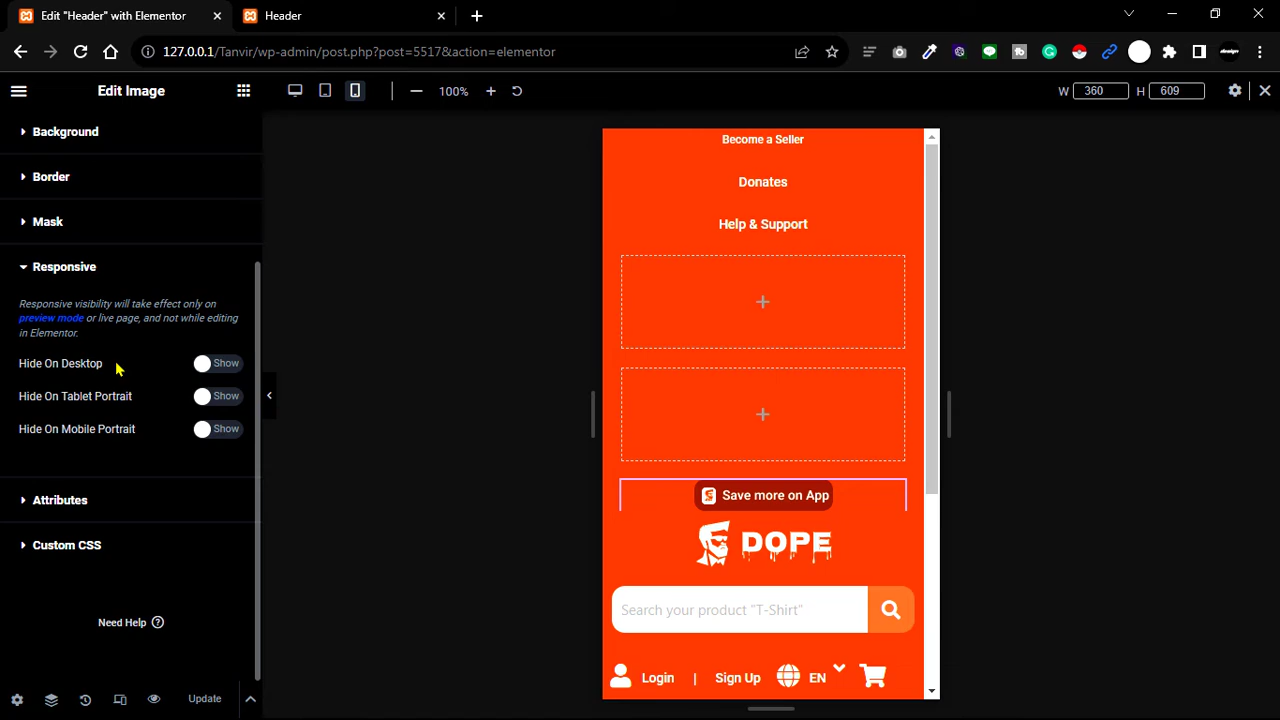 Edit "Header" with Elementor
Header
127.0.0.1/Tanvir/wp-admin/post.php?post=5517&action=elementor
Edit Image
100%
W 360 H 609
Background
Border
Mask
Responsive
Responsive visibility will take effect only on
preview mode or live page, and not while editing
in Elementor.
Hide On Desktop Show
Hide On Tablet Portrait Show
Hide On Mobile Portrait Show
Attributes
Custom CSS
Need Help
Update
Become a Seller
Donates
Help & Support
Save more on App
DOPE
Search your product "T-Shirt"
Login | Sign Up EN